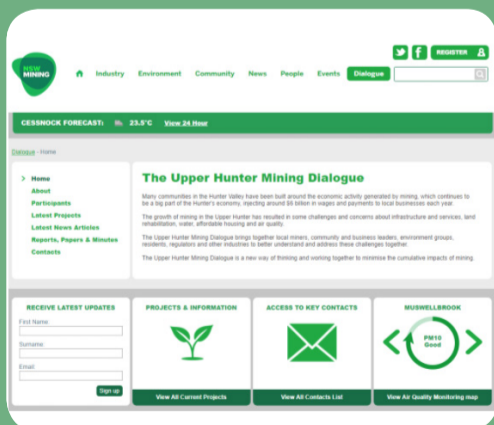 REGISTER
NSW
MINING
Industry Environment Community News People Events Dialogue
CESSNOCK FORECAST: 23.5°C View 24 Hour
Dialogue - Home
> Home
About
Participants
Latest Projects
Latest News Articles
Reports, Papers & Minutes
Contacts
The Upper Hunter Mining Dialogue
Many communities in the Hunter Valley have been built around the economic activity generated by mining, which continues to
be a big part of the Hunter's economy, injecting around $6 billion in wages and payments to local businesses each year.
The growth of mining in the Upper Hunter has resulted in some challenges and concerns about infrastructure and services, land
rehabilitation, water, affordable housing and air quality.
The Upper Hunter Mining Dialogue brings together local miners, community and business leaders, environment groups,
residents, regulators and other industries to better understand and address these challenges together.
The Upper Hunter Mining Dialogue is a new way of thinking and working together to minimise the cumulative impacts of mining.
RECEIVE LATEST UPDATES
First Name:
Surname:
Email:
Sign up
PROJECTS & INFORMATION
View All Current Projects
ACCESS TO KEY CONTACTS
View All Contacts List
MUSWELLBROOK
PM10
Good
View Air Quality Monitoring map